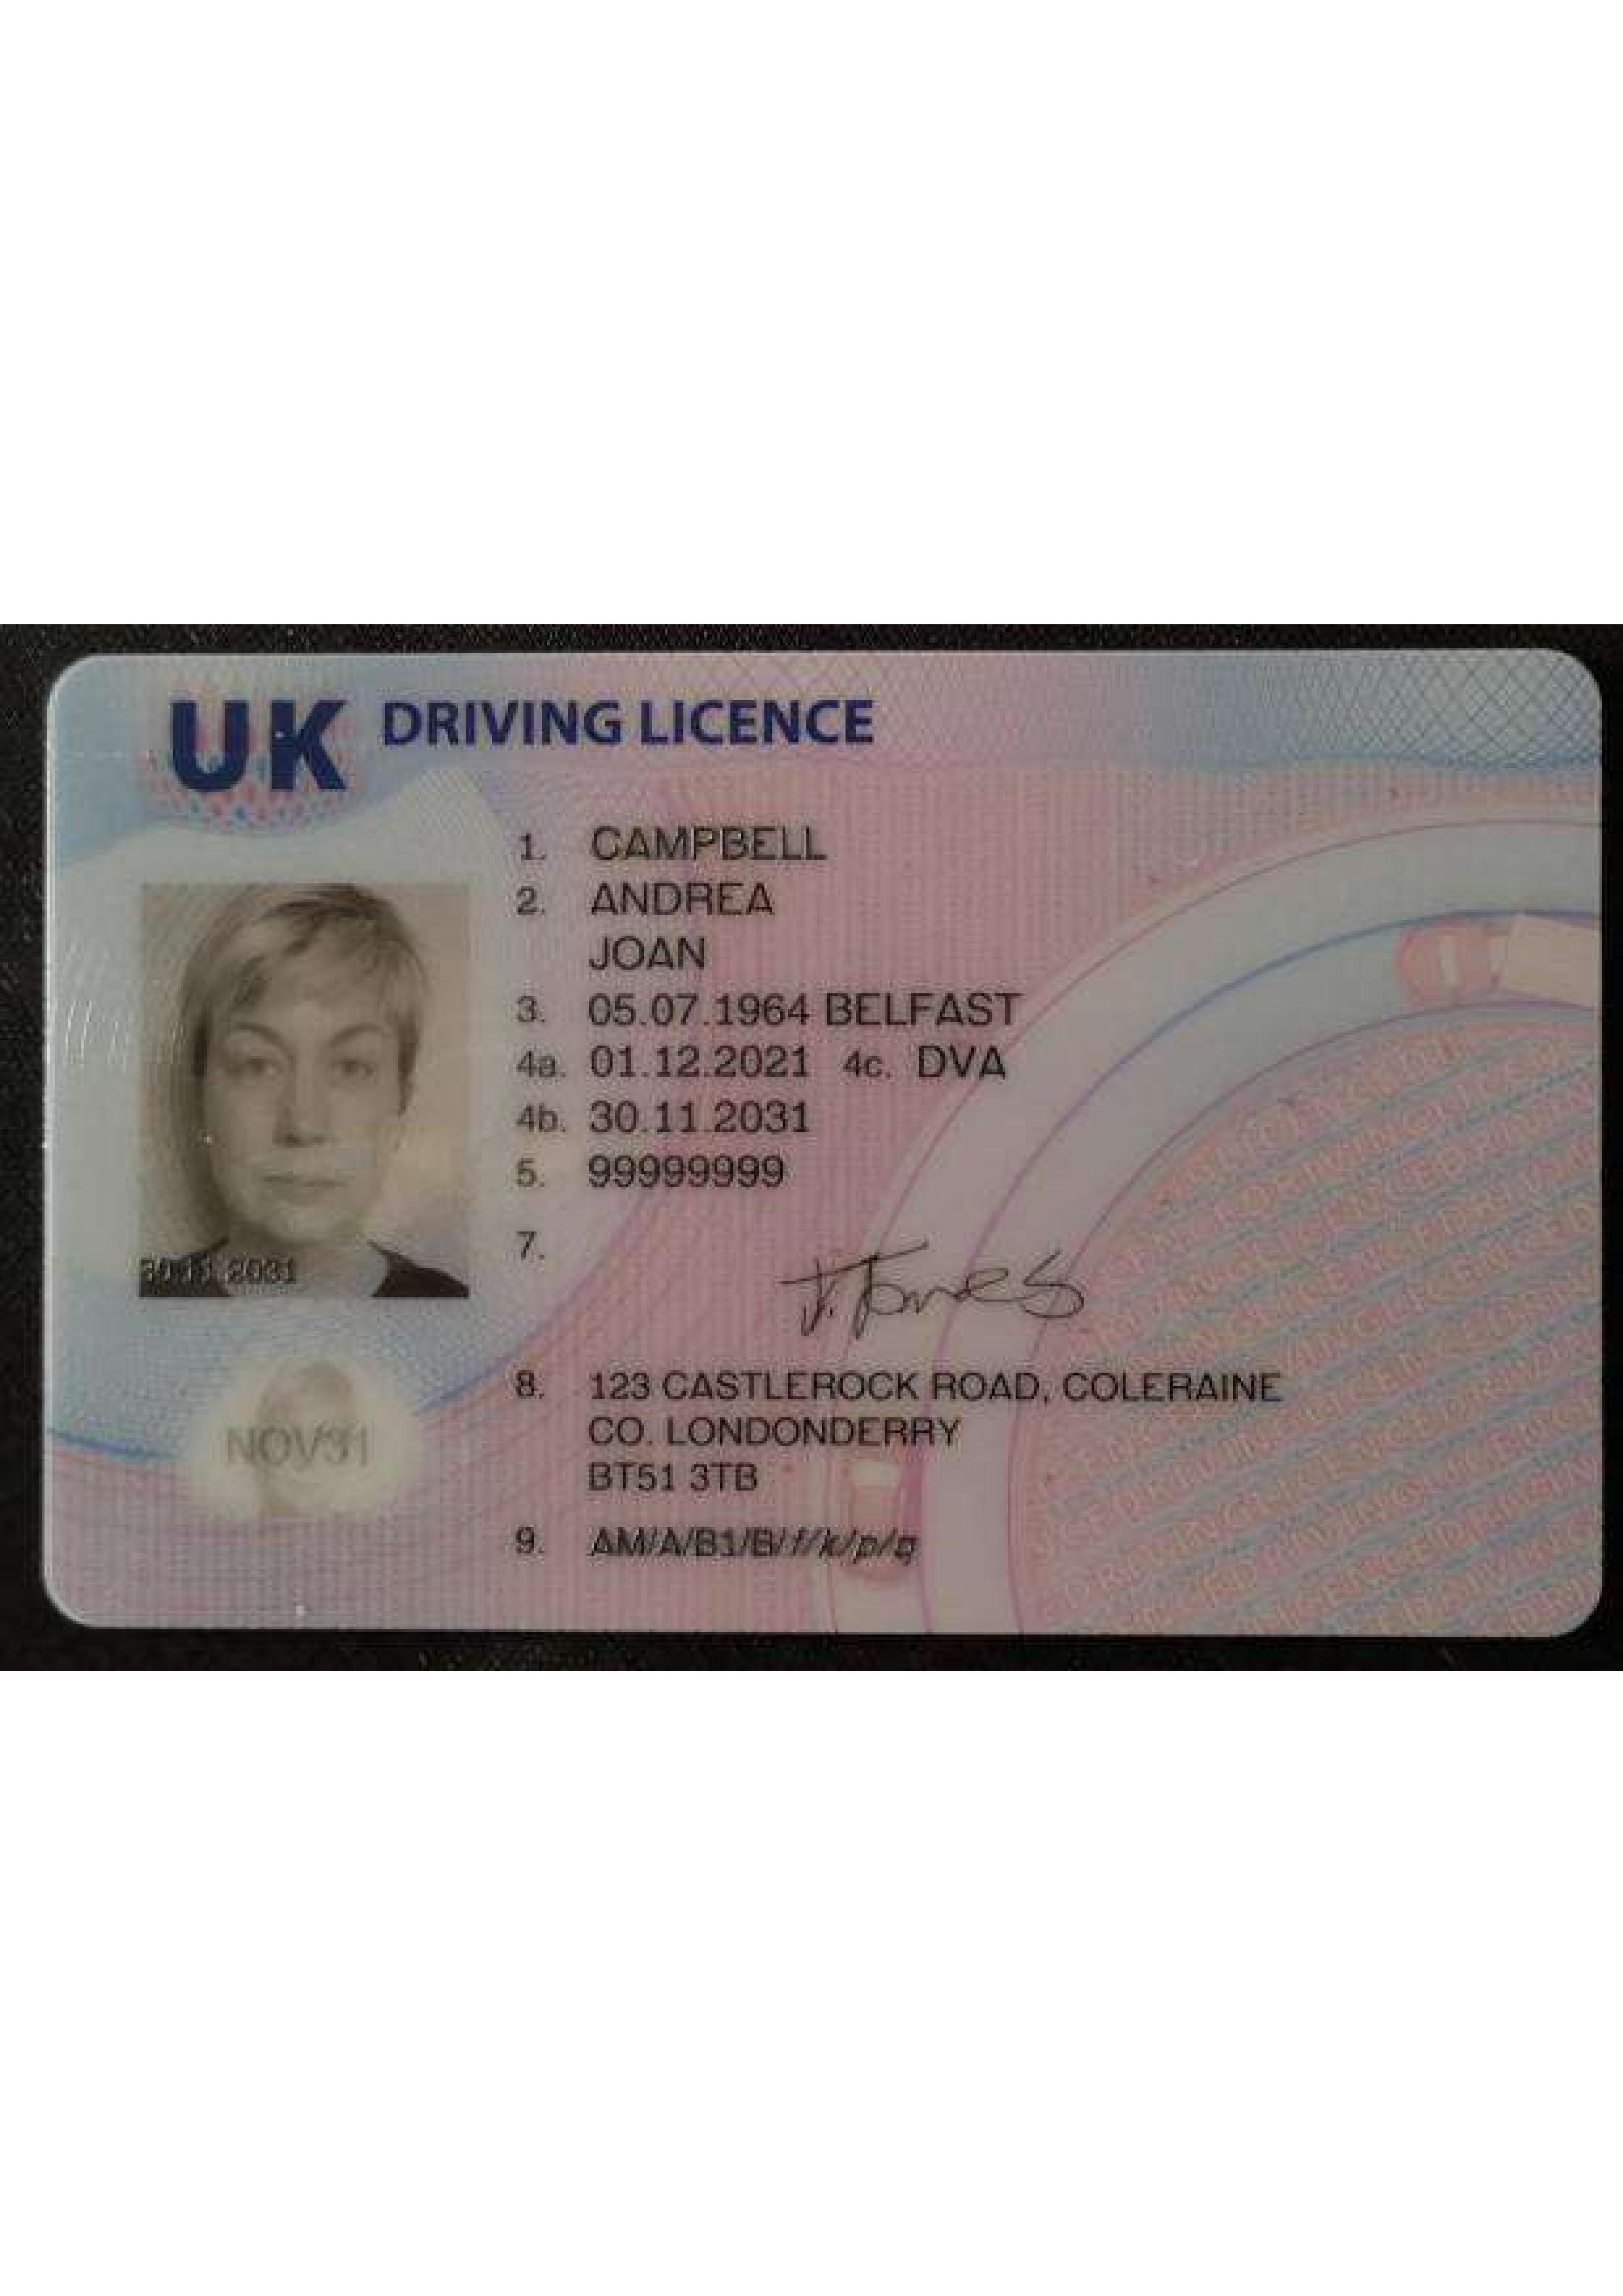 UK DRIVING LICENCE
1. CAMPBELL
2. ANDREA
JOAN
3. 05.07.1964 BELFAST
4a. 01.12.2021 4c. DVA
4b. 30.11.2031
5. 99999999
30.11.2031
7. J. Jones
8. 123 CASTLEROCK ROAD, COLERAINE
CO. LONDONDERRY
BT51 3TB
NOV31
9. AM/A/B1/B/f/k/p/q